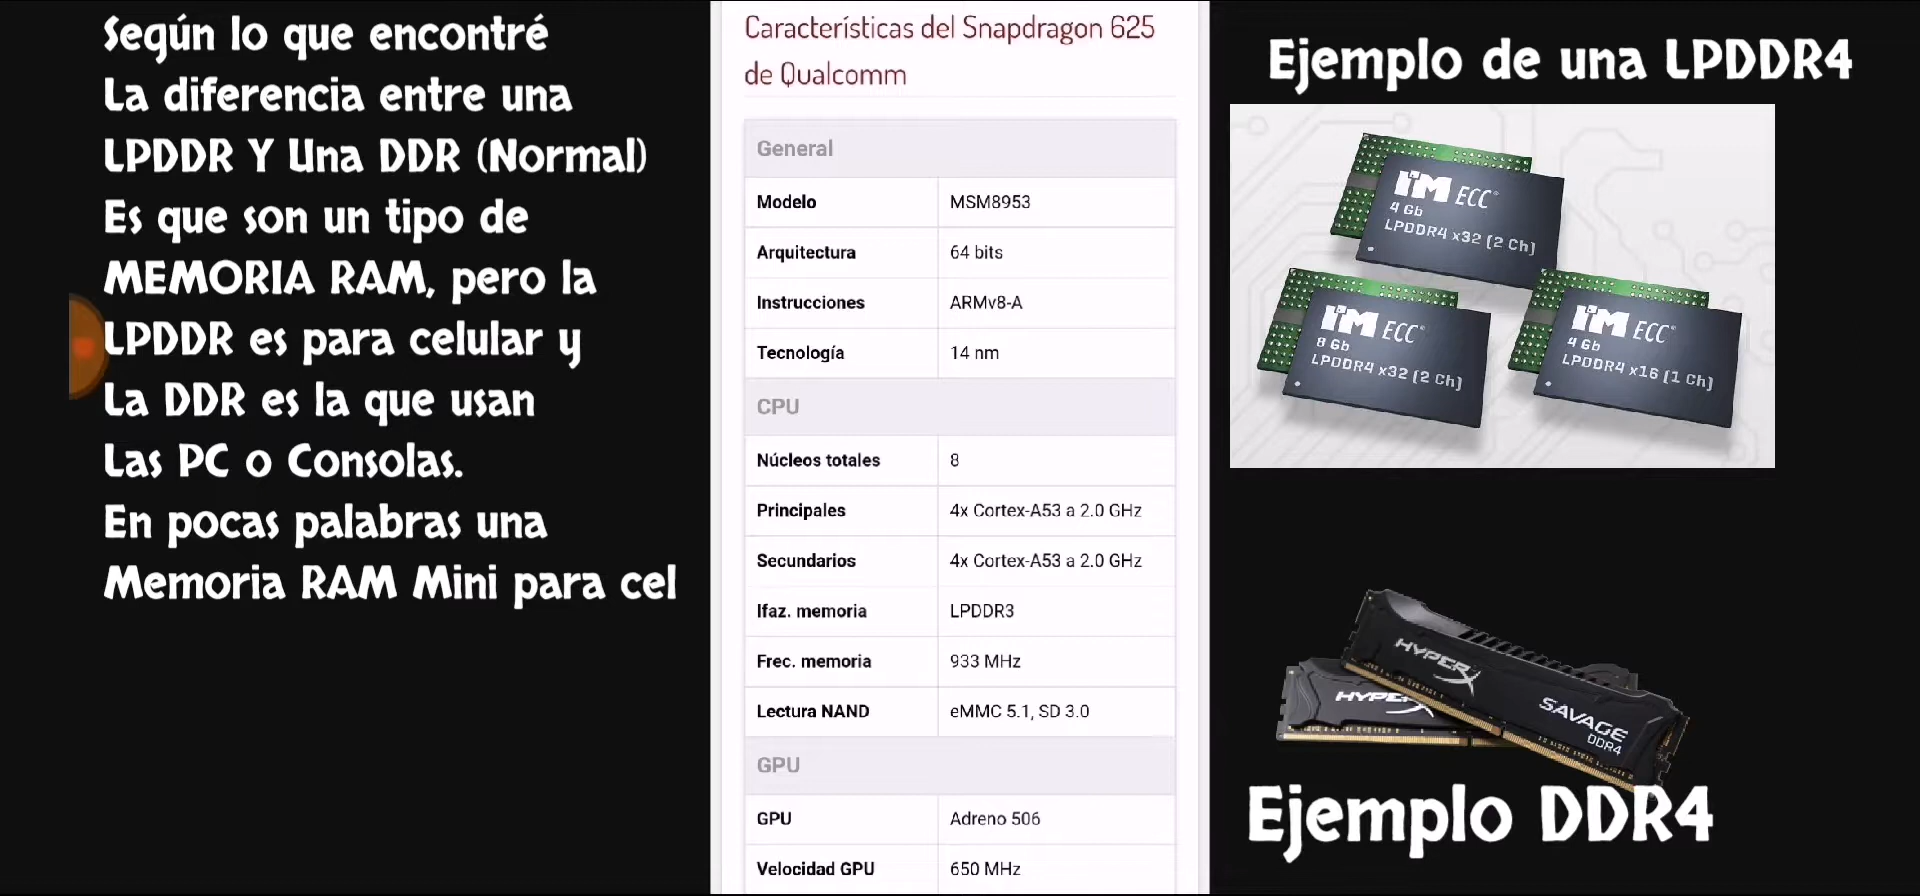 Según lo que encontré
La diferencia entre una
LPDDR Y Una DDR (Normal)
Es que son un tipo de
MEMORIA RAM, pero la
LPDDR es para celular y
La DDR es la que usan
Las PC o Consolas.
En pocas palabras una
Memoria RAM Mini para cel
Características del Snapdragon 625
de Qualcomm
General
Modelo MSM8953
Arquitectura 64 bits
Instrucciones ARMv8-A
Tecnología 14 nm
CPU
Núcleos totales 8
Principales 4x Cortex-A53 a 2.0 GHz
Secundarios 4x Cortex-A53 a 2.0 GHz
Ifaz. memoria LPDDR3
Frec. memoria 933 MHz
Lectura NAND eMMC 5.1, SD 3.0
GPU
GPU Adreno 506
Velocidad GPU 650 MHz
Ejemplo de una LPDDR4
I'M ECC
4 Gb
LPDDR4 x32 (2 Ch)
I'M ECC
8 Gb
LPDDR4 x32 (2 Ch)
I'M ECC
4 Gb
LPDDR4 x16 (1 Ch)
HYPERX
SAVAGE
DDR4
HYPERX
Ejemplo DDR4